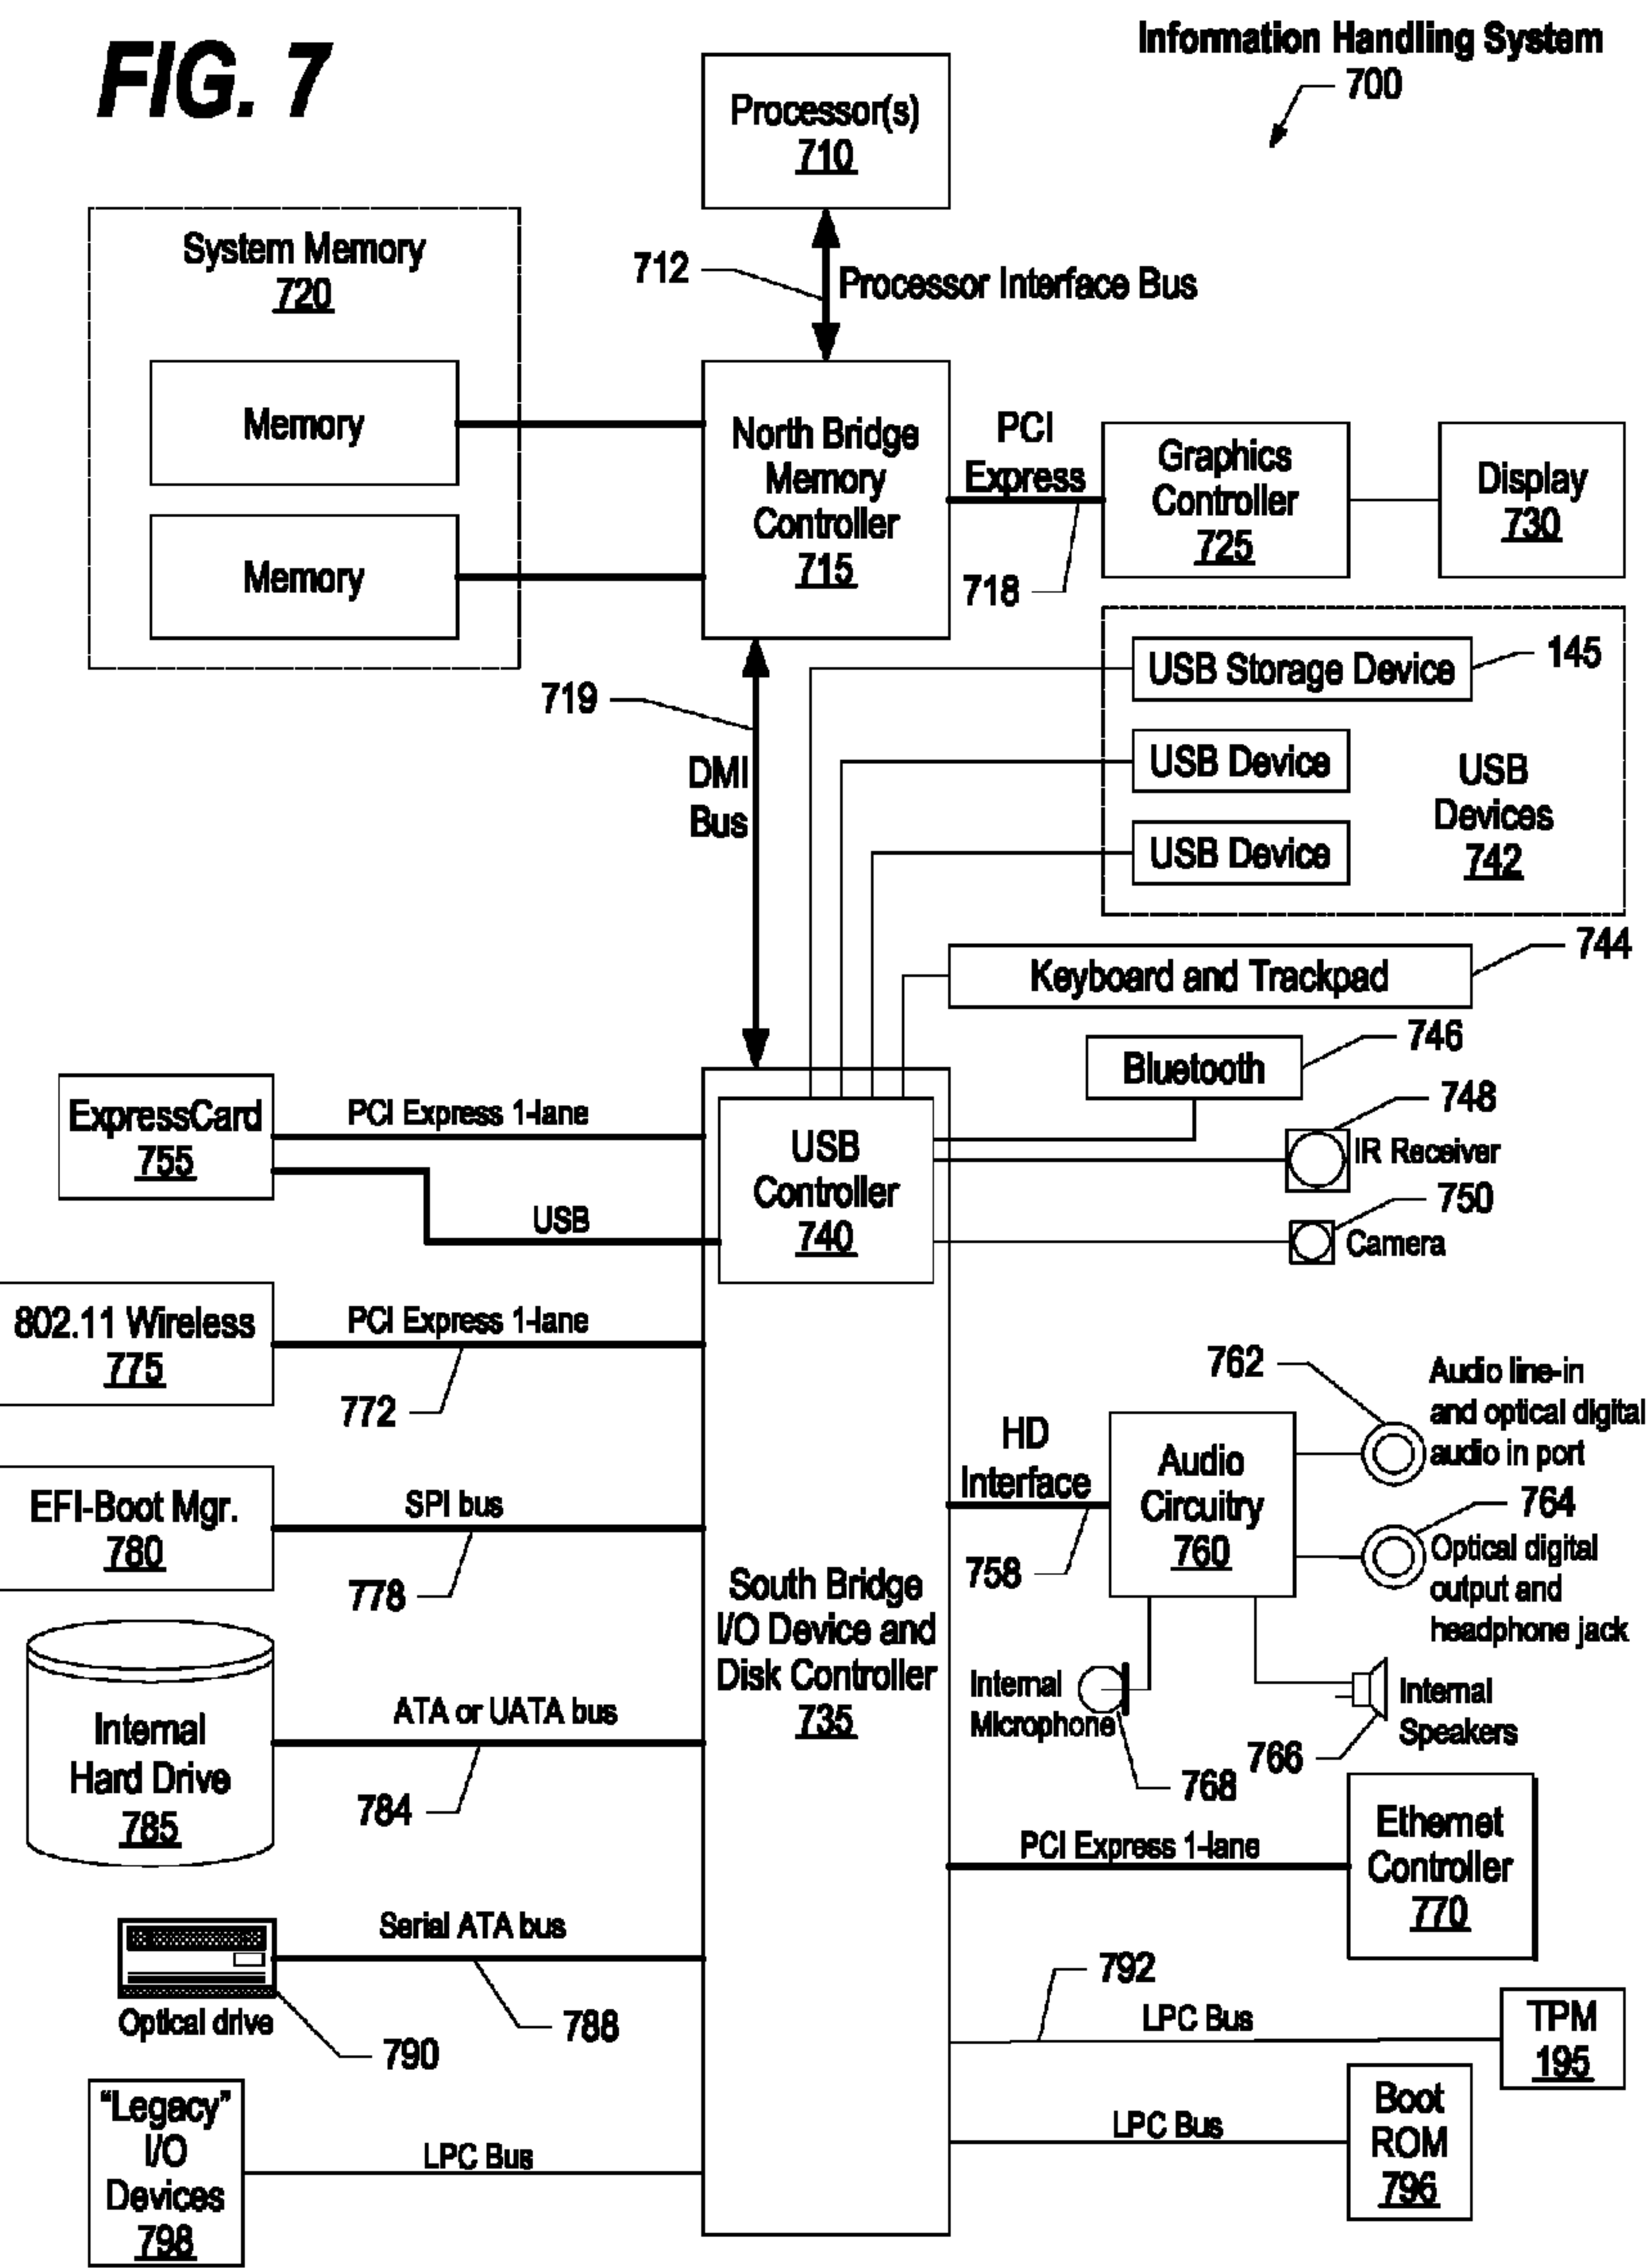 FIG. 7
Information Handling System
700
Processor(s)
710
System Memory
720
712
Processor Interface Bus
Memory
Memory
North Bridge
Memory
Controller
715
PCI
Express
718
Graphics
Controller
725
Display
730
719
DMI
Bus
USB Storage Device
145
USB Device
USB Device
USB
Devices
742
Keyboard and Trackpad
744
Bluetooth
746
748
IR Receiver
750
Camera
ExpressCard
755
PCI Express 1-lane
USB
USB
Controller
740
802.11 Wireless
775
PCI Express 1-lane
772
EFI-Boot Mgr.
780
SPI bus
778
Internal
Hard Drive
785
ATA or UATA bus
784
South Bridge
I/O Device and
Disk Controller
735
HD
Interface
758
Audio
Circuitry
760
762
Audio line-in
and optical digital
audio in port
764
Optical digital
output and
headphone jack
Internal
Microphone
768
766
Internal
Speakers
PCI Express 1-lane
Ethernet
Controller
770
Optical drive
790
Serial ATA bus
788
792
LPC Bus
TPM
195
"Legacy"
I/O
Devices
798
LPC Bus
LPC Bus
Boot
ROM
796